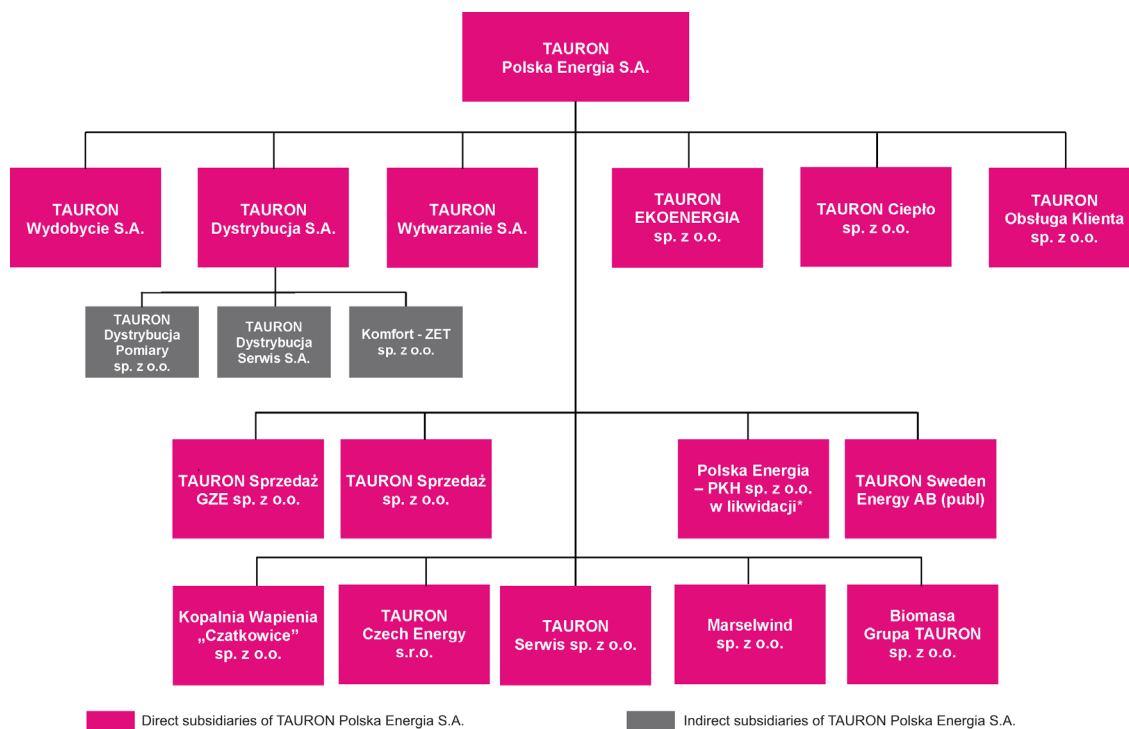 TAURON
Polska Energia S.A.
TAURON
Wydobycie S.A.
TAURON
Dystrybucja S.A.
TAURON
Wytwarzanie S.A.
TAURON
EKOENERGIA
sp. z o.o.
TAURON Ciepło
sp. z o.o.
TAURON
Obsługa Klienta
sp. z o.o.
TAURON
Dystrybucja
Pomiary
sp. z o.o.
TAURON
Dystrybucja
Serwis S.A.
Komfort - ZET
sp. z o.o.
TAURON Sprzedaż
GZE sp. z o.o.
TAURON Sprzedaż
sp. z o.o.
Polska Energia
– PKH sp. z o.o.
w likwidacji*
TAURON Sweden
Energy AB (publ)
Kopalnia Wapienia
„Czatkowice”
sp. z o.o.
TAURON
Czech Energy
s.r.o.
TAURON
Serwis sp. z o.o.
Marselwind
sp. z o.o.
Biomasa
Grupa TAURON
sp. z o.o.
Direct subsidiaries of TAURON Polska Energia S.A.
Indirect subsidiaries of TAURON Polska Energia S.A.